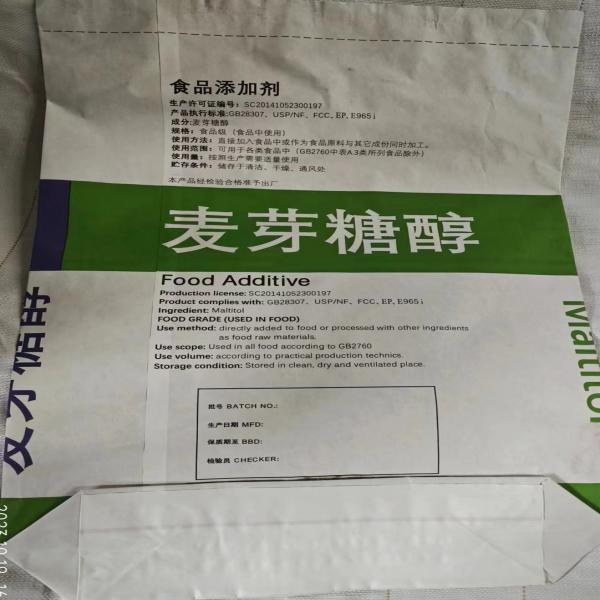 食品添加剂
生产许可证编号：SC20141052300197
产品执行标准:GB28307、USP/NF、FCC, EP, E965 i
成分:麦芽糖醇
规格：食品级（食品中使用）
使用方法：直接加入食品中或作为食品原料与其它成份同时加工。
使用范围：可用于各类食品中（GB2760中表A3类所列食品除外）
使用量：按照生产需要适量使用
贮存条件：储存于清洁、干燥、通风处
本产品经检验合格准予出厂
麦芽糖醇
Food Additive
Production license: SC20141052300197
Product complies with: GB28307、USP/NF、FCC, EP, E965 i
Ingredient: Maltitol
FOOD GRADE (USED IN FOOD)
Use method: directly added to food or processed with other ingredients
as food raw materials.
Use scope: Used in all food according to GB2760
Use volume: according to practical production technics.
Storage condition: Stored in clean, dry and ventilated place.
批号 BATCH NO.:
生产日期 MFD:
保质期至 BBD:
检验员 CHECKER:
麦芽糖醇
Maltitol